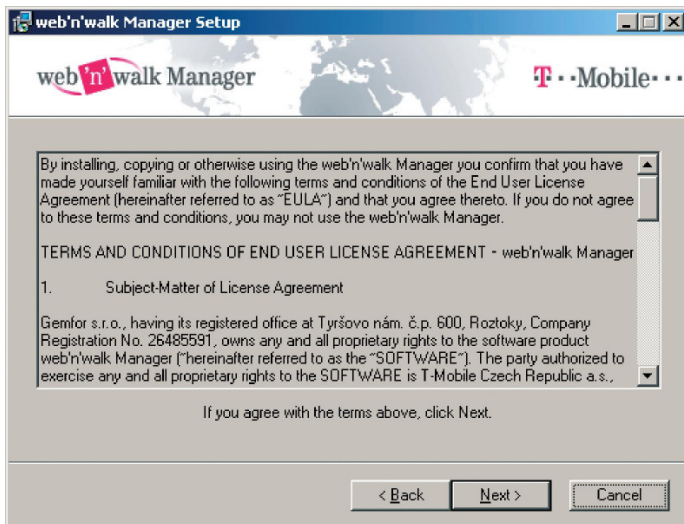 web'n'walk Manager Setup
web'n'walk Manager
T··Mobile···
By installing, copying or otherwise using the web'n'walk Manager you confirm that you have
made yourself familiar with the following terms and conditions of the End User License
Agreement (hereinafter referred to as "EULA") and that you agree thereto. If you do not agree
to these terms and conditions, you may not use the web'n'walk Manager.
TERMS AND CONDITIONS OF END USER LICENSE AGREEMENT - web'n'walk Manager
1. Subject-Matter of License Agreement
Gemfor s.r.o., having its registered office at Tyršovo nám. č.p. 600, Roztoky, Company
Registration No. 26485591, owns any and all proprietary rights to the software product
web'n'walk Manager ("hereinafter referred to as the "SOFTWARE"). The party authorized to
exercise any and all proprietary rights to the SOFTWARE is T-Mobile Czech Republic a.s.,
If you agree with the terms above, click Next.
< Back Next > Cancel